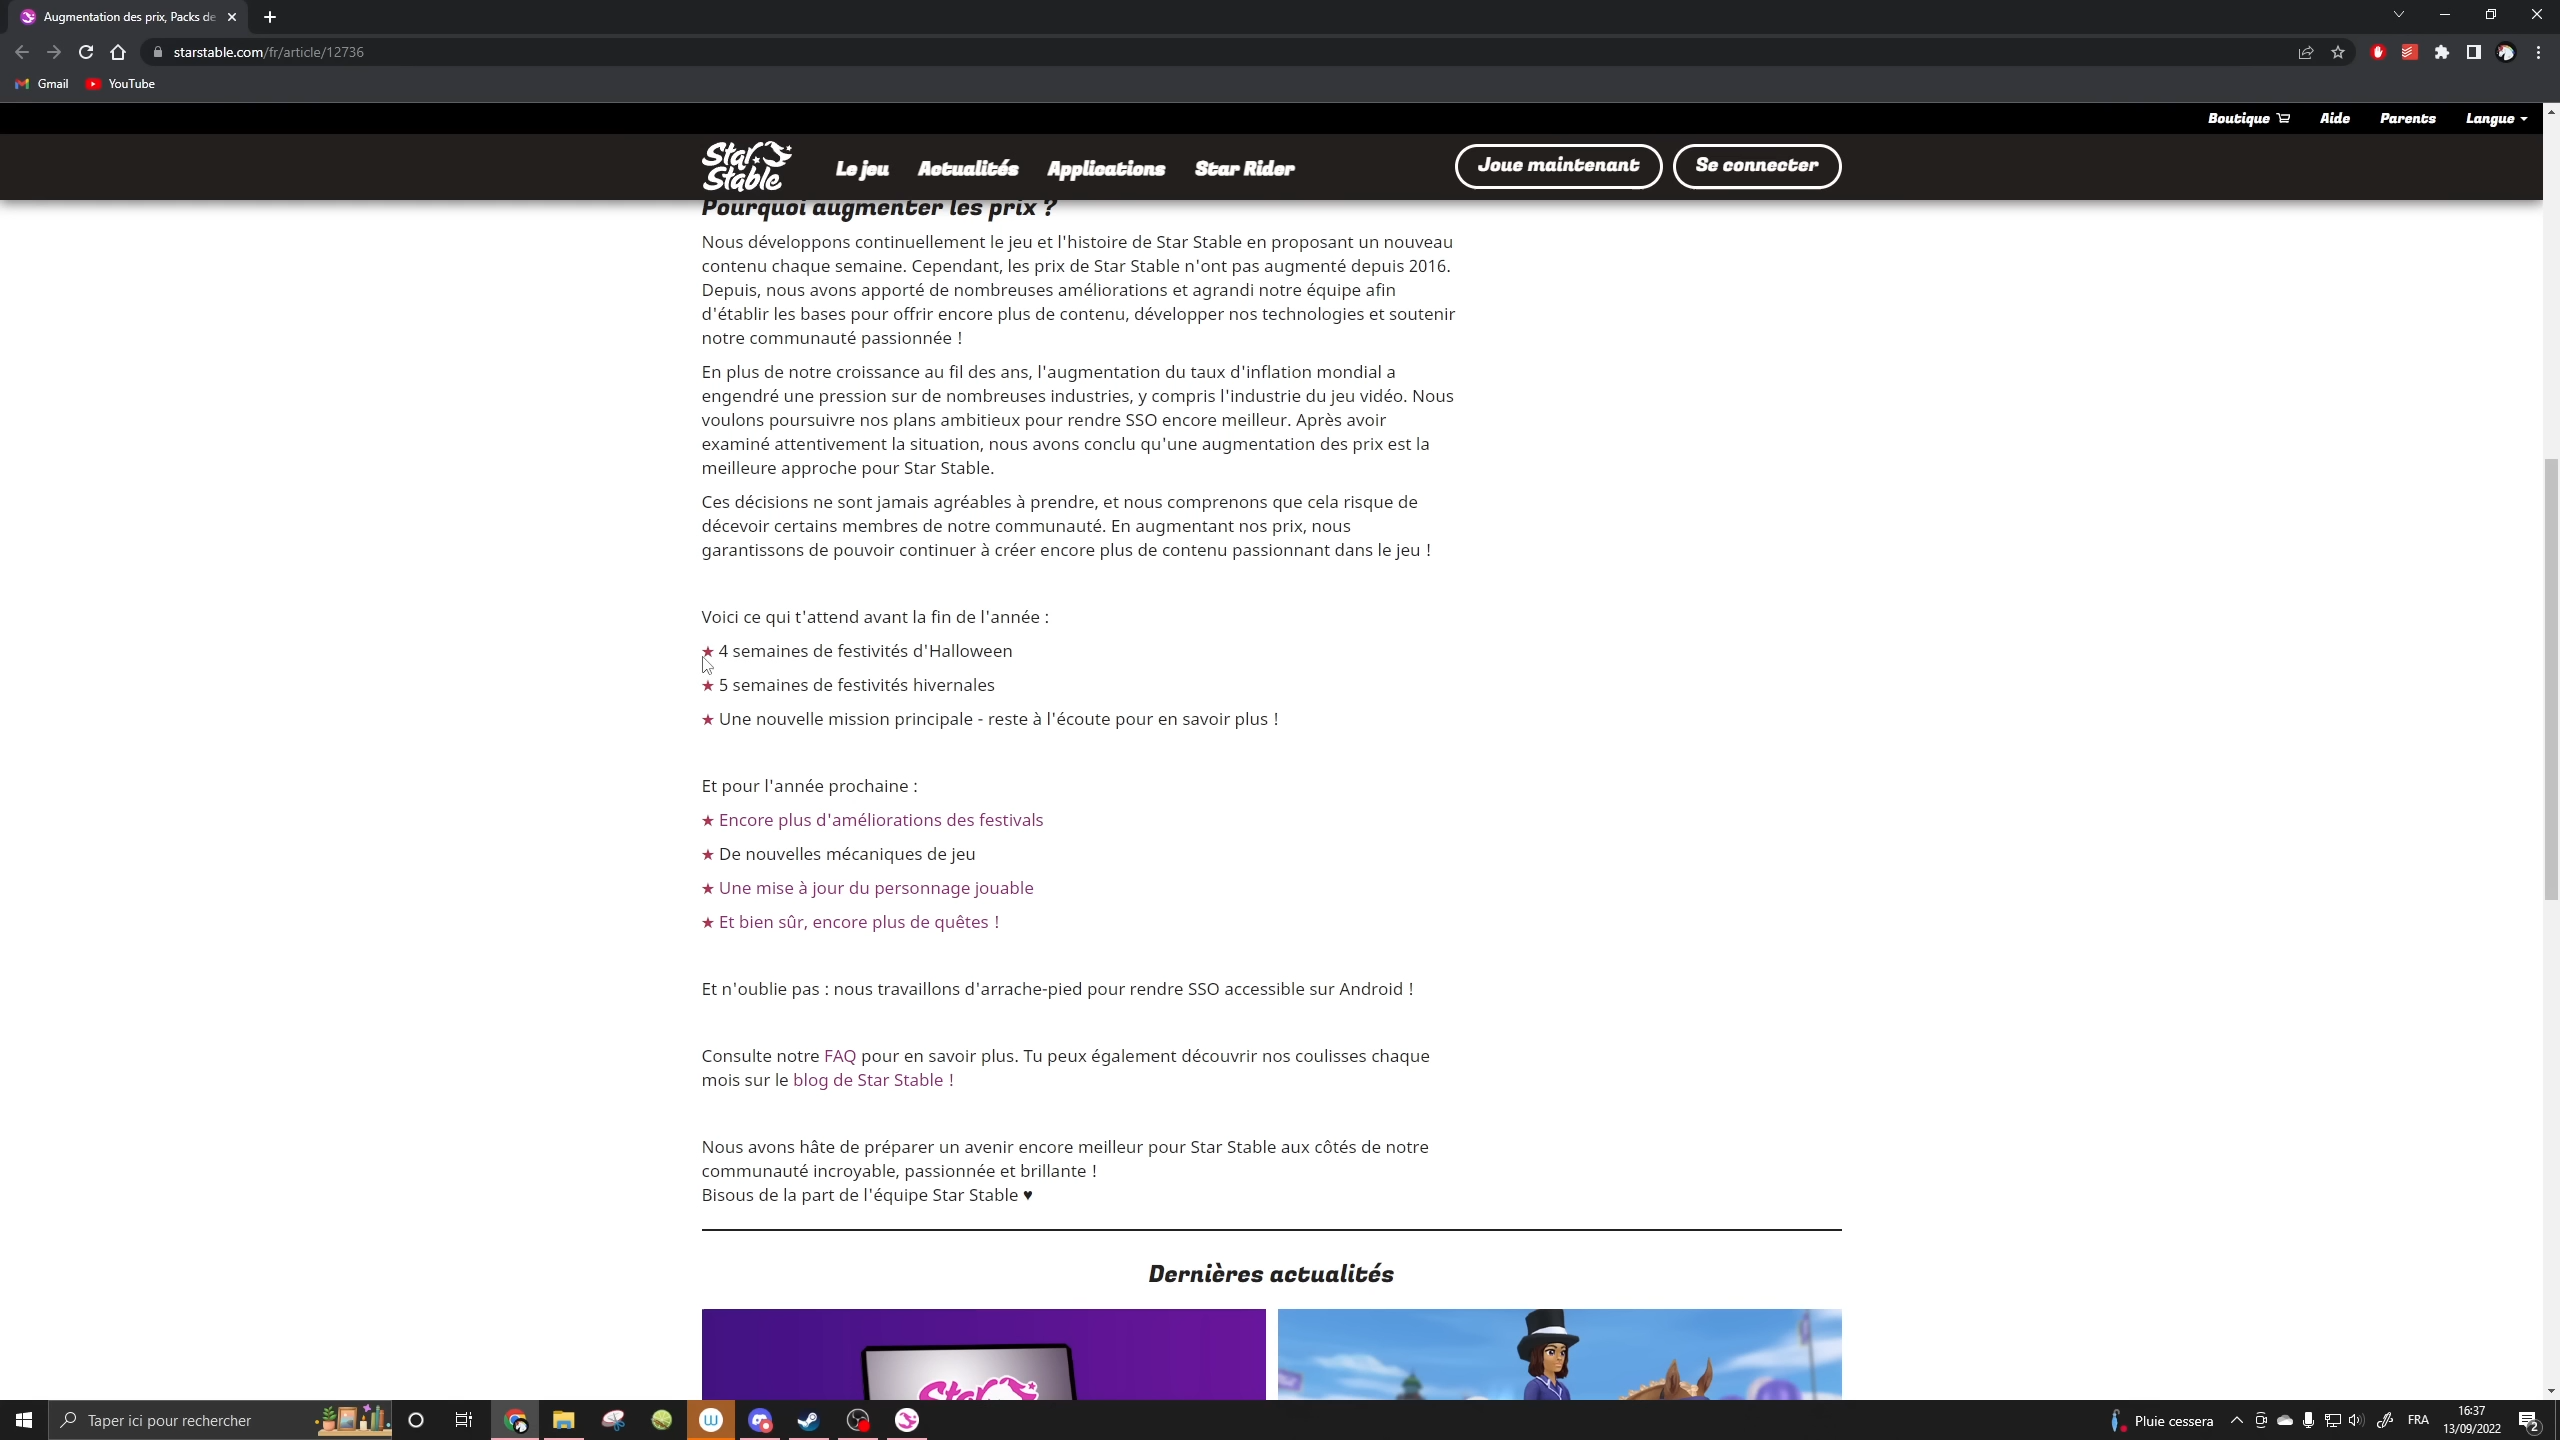 Augmentation des prix, Packs de
starstable.com/fr/article/12736
Gmail YouTube
Boutique Aide Parents Langue
Star Stable
Le jeu Actualités Applications Star Rider Joue maintenant Se connecter
Pourquoi augmenter les prix ?
Nous développons continuellement le jeu et l'histoire de Star Stable en proposant un nouveau
contenu chaque semaine. Cependant, les prix de Star Stable n'ont pas augmenté depuis 2016.
Depuis, nous avons apporté de nombreuses améliorations et agrandi notre équipe afin
d'établir les bases pour offrir encore plus de contenu, développer nos technologies et soutenir
notre communauté passionnée !
En plus de notre croissance au fil des ans, l'augmentation du taux d'inflation mondial a
engendré une pression sur de nombreuses industries, y compris l'industrie du jeu vidéo. Nous
voulons poursuivre nos plans ambitieux pour rendre SSO encore meilleur. Après avoir
examiné attentivement la situation, nous avons conclu qu'une augmentation des prix est la
meilleure approche pour Star Stable.
Ces décisions ne sont jamais agréables à prendre, et nous comprenons que cela risque de
décevoir certains membres de notre communauté. En augmentant nos prix, nous
garantissons de pouvoir continuer à créer encore plus de contenu passionnant dans le jeu !
Voici ce qui t'attend avant la fin de l'année :
★ 4 semaines de festivités d'Halloween
★ 5 semaines de festivités hivernales
★ Une nouvelle mission principale - reste à l'écoute pour en savoir plus !
Et pour l'année prochaine :
★ Encore plus d'améliorations des festivals
★ De nouvelles mécaniques de jeu
★ Une mise à jour du personnage jouable
★ Et bien sûr, encore plus de quêtes !
Et n'oublie pas : nous travaillons d'arrache-pied pour rendre SSO accessible sur Android !
Consulte notre FAQ pour en savoir plus. Tu peux également découvrir nos coulisses chaque
mois sur le blog de Star Stable !
Nous avons hâte de préparer un avenir encore meilleur pour Star Stable aux côtés de notre
communauté incroyable, passionnée et brillante !
Bisous de la part de l'équipe Star Stable ♥
Dernières actualités
Star
Taper ici pour rechercher
Pluie cessera
FRA
16:37
13/09/2022
2